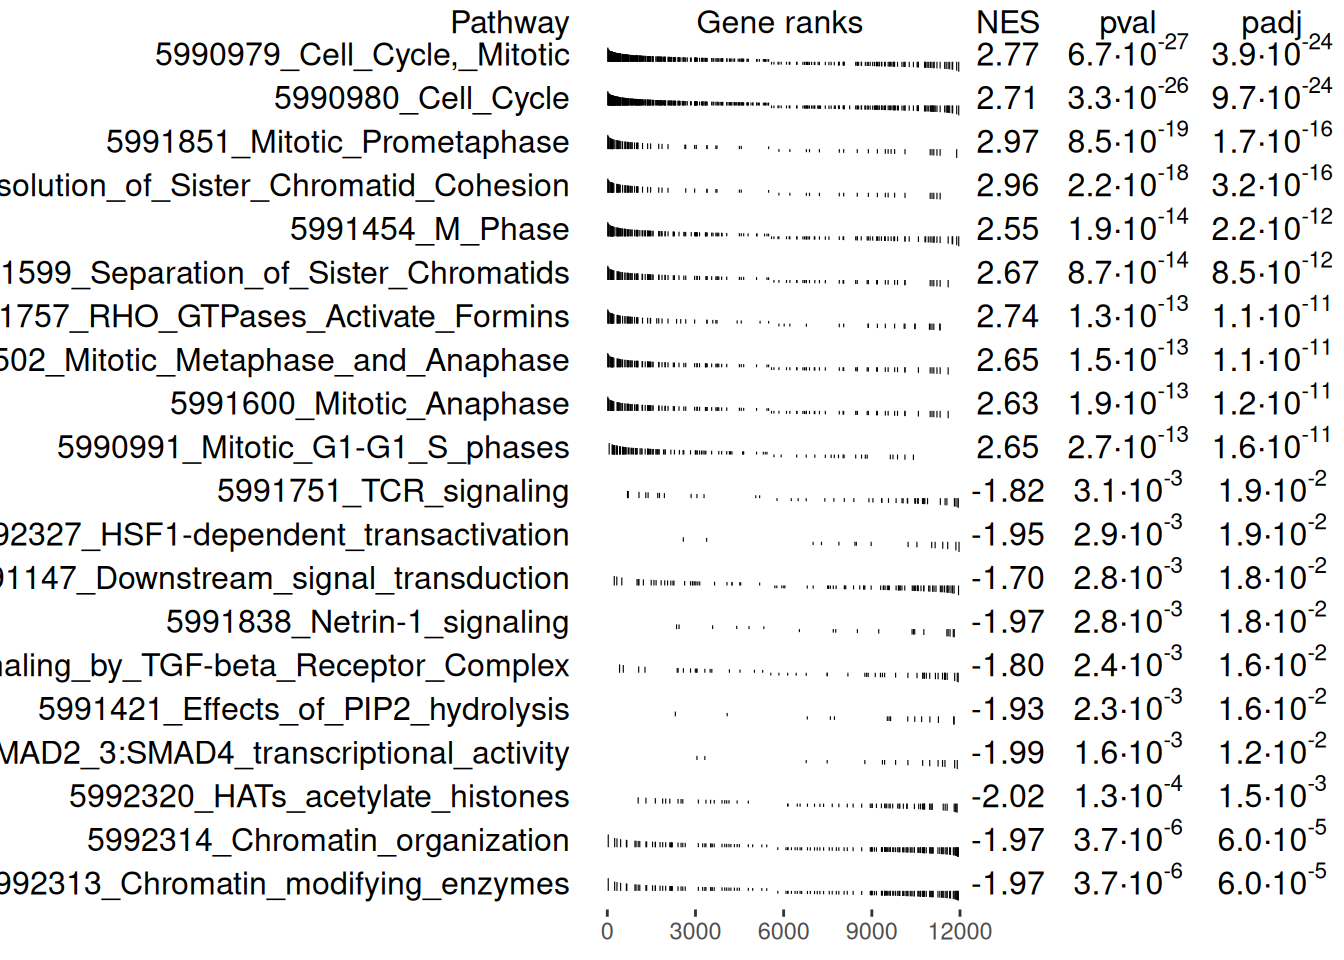 Pathway Gene ranks NES pval padj
5990979_Cell_Cycle,_Mitotic 2.77 6.7·10^-27 3.9·10^-24
5990980_Cell_Cycle 2.71 3.3·10^-26 9.7·10^-24
5991851_Mitotic_Prometaphase 2.97 8.5·10^-19 1.7·10^-16
solution_of_Sister_Chromatid_Cohesion 2.96 2.2·10^-18 3.2·10^-16
5991454_M_Phase 2.55 1.9·10^-14 2.2·10^-12
1599_Separation_of_Sister_Chromatids 2.67 8.7·10^-14 8.5·10^-12
1757_RHO_GTPases_Activate_Formins 2.74 1.3·10^-13 1.1·10^-11
502_Mitotic_Metaphase_and_Anaphase 2.65 1.5·10^-13 1.1·10^-11
5991600_Mitotic_Anaphase 2.63 1.9·10^-13 1.2·10^-11
5990991_Mitotic_G1-G1_S_phases 2.65 2.7·10^-13 1.6·10^-11
5991751_TCR_signaling -1.82 3.1·10^-3 1.9·10^-2
92327_HSF1-dependent_transactivation -1.95 2.9·10^-3 1.9·10^-2
91147_Downstream_signal_transduction -1.70 2.8·10^-3 1.8·10^-2
5991838_Netrin-1_signaling -1.97 2.8·10^-3 1.8·10^-2
naling_by_TGF-beta_Receptor_Complex -1.80 2.4·10^-3 1.6·10^-2
5991421_Effects_of_PIP2_hydrolysis -1.93 2.3·10^-3 1.6·10^-2
MAD2_3:SMAD4_transcriptional_activity -1.99 1.6·10^-3 1.2·10^-2
5992320_HATs_acetylate_histones -2.02 1.3·10^-4 1.5·10^-3
5992314_Chromatin_organization -1.97 3.7·10^-6 6.0·10^-5
992313_Chromatin_modifying_enzymes -1.97 3.7·10^-6 6.0·10^-5
0 3000 6000 9000 12000